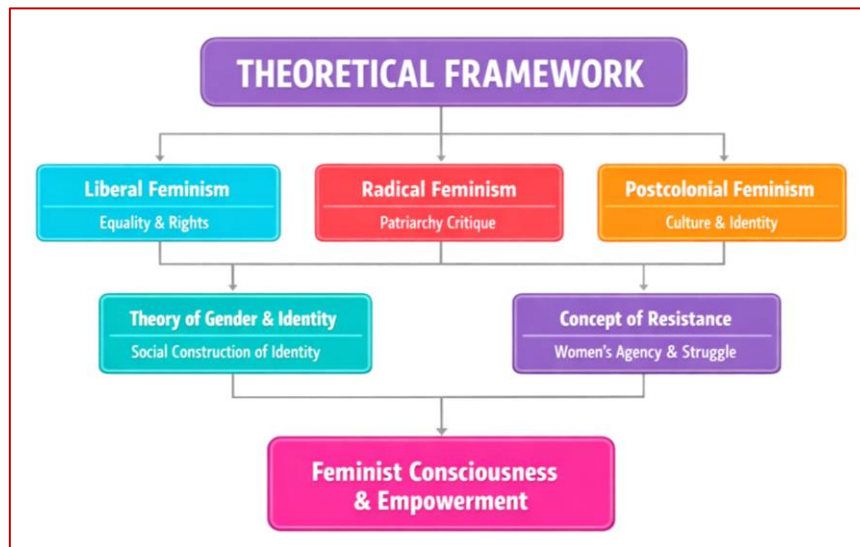 THEORETICAL FRAMEWORK
Liberal Feminism
Equality & Rights
Radical Feminism
Patriarchy Critique
Postcolonial Feminism
Culture & Identity
Theory of Gender & Identity
Social Construction of Identity
Concept of Resistance
Women's Agency & Struggle
Feminist Consciousness
& Empowerment